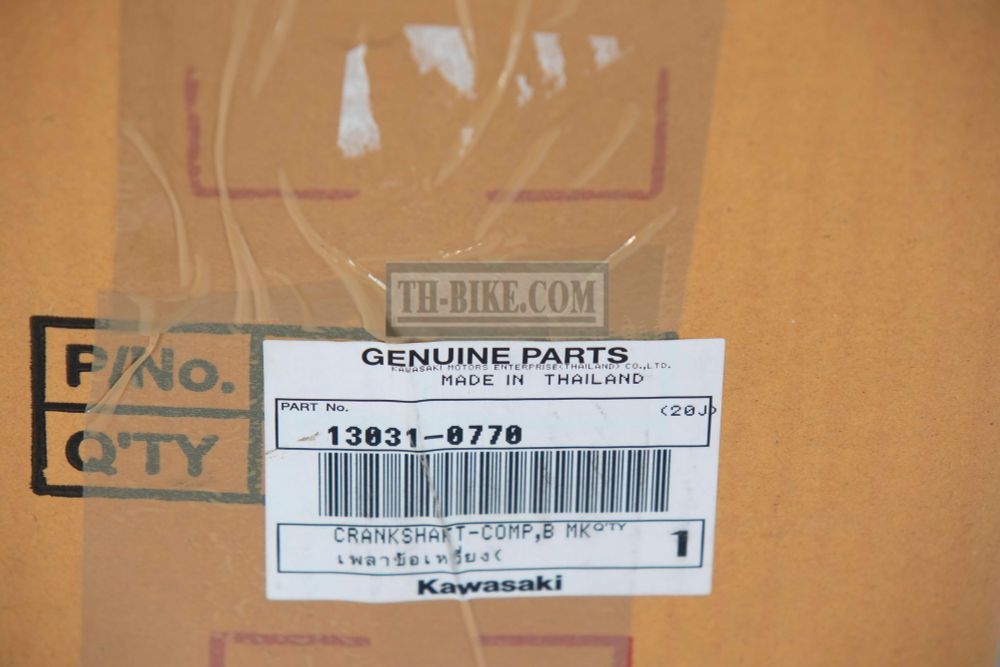 TH-BIKE.COM
P/No.
Q'TY
GENUINE PARTS
KAWASAKI MOTORS ENTERPRISE(THAILAND) CO.,LTD.
MADE IN THAILAND
PART No. (20J)
13031-0770
CRANKSHAFT-COMP,B MK Q'TY 1
เพลาข้อเหวี่ยง(
Kawasaki